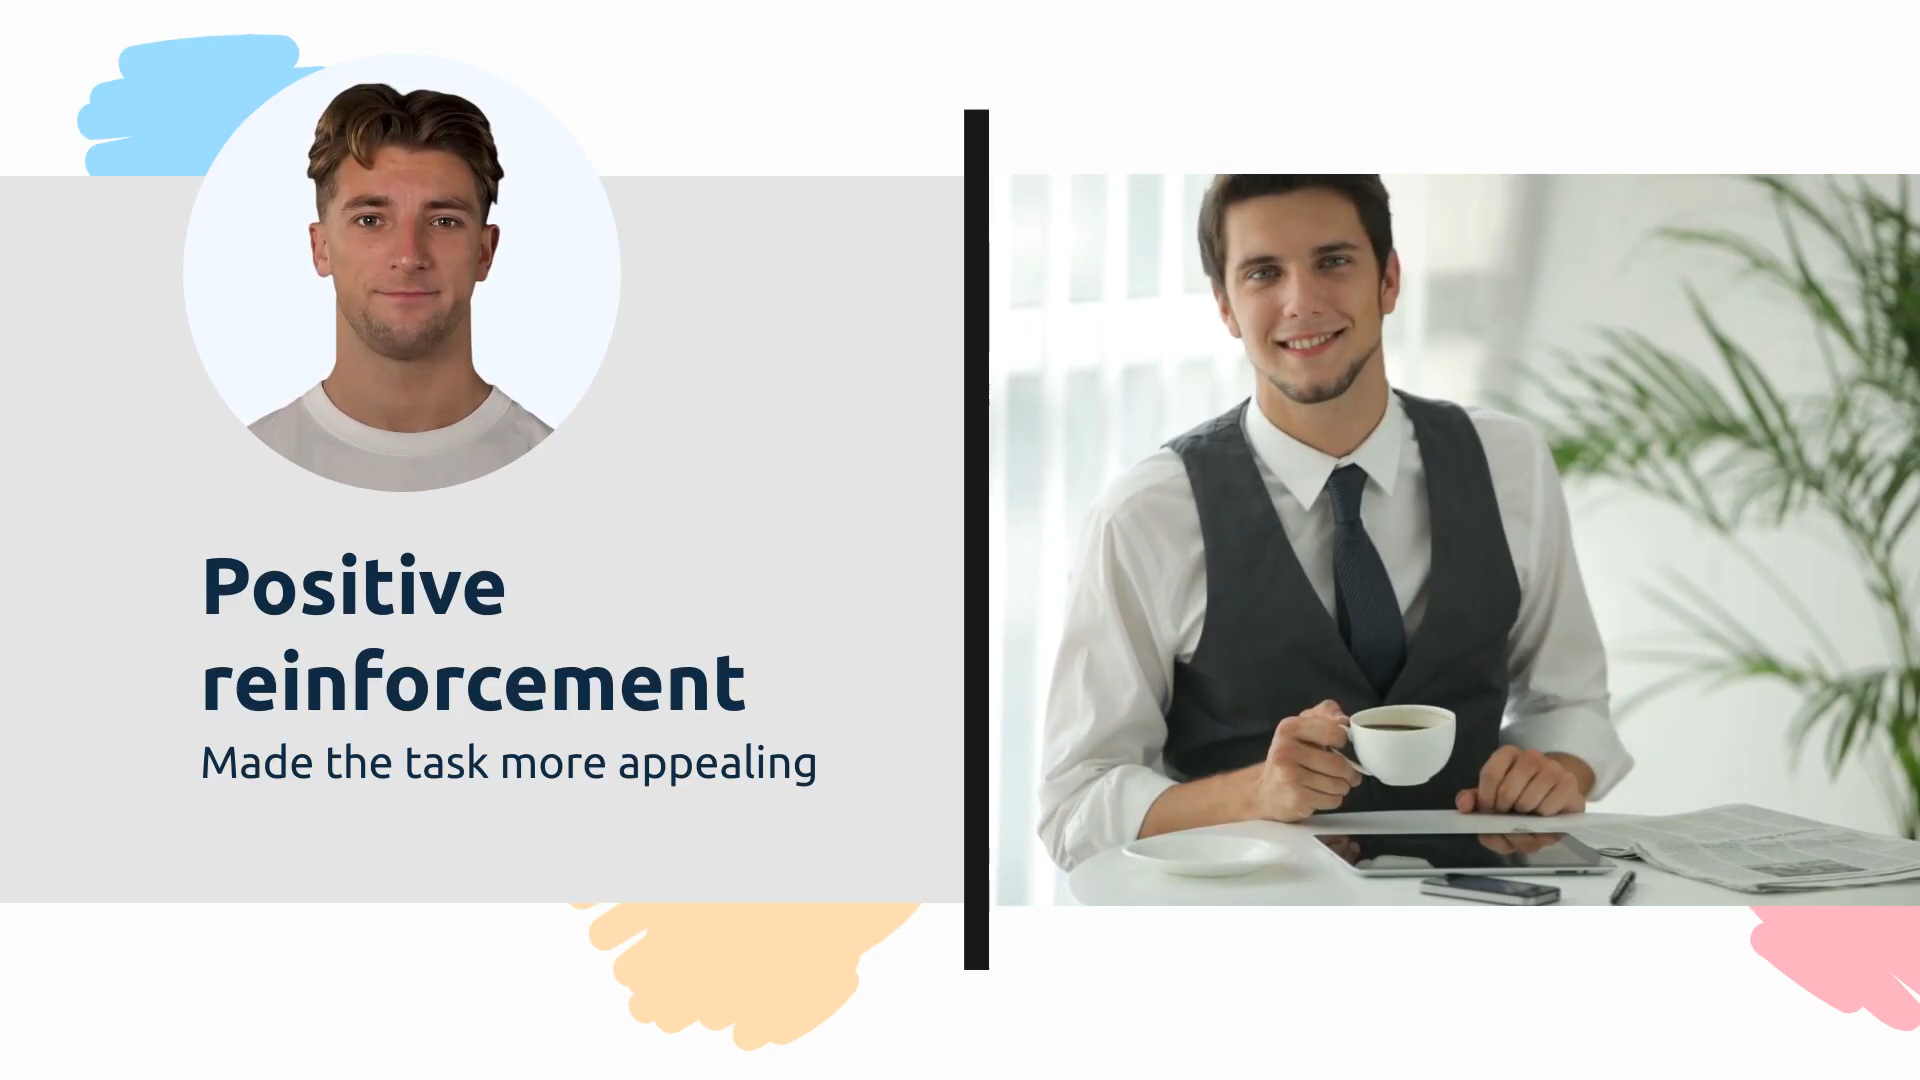 Positive
reinforcement
Made the task more appealing